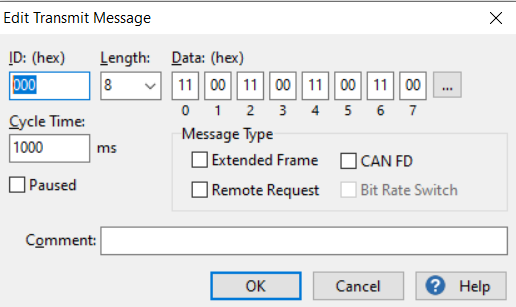 Edit Transmit Message
ID: (hex) Length: Data: (hex)
000 8 11 00 11 00 11 00 11 00 ...
0 1 2 3 4 5 6 7
Cycle Time:
1000 ms
Message Type
Extended Frame CAN FD
Paused
Remote Request Bit Rate Switch
Comment:
OK Cancel ? Help